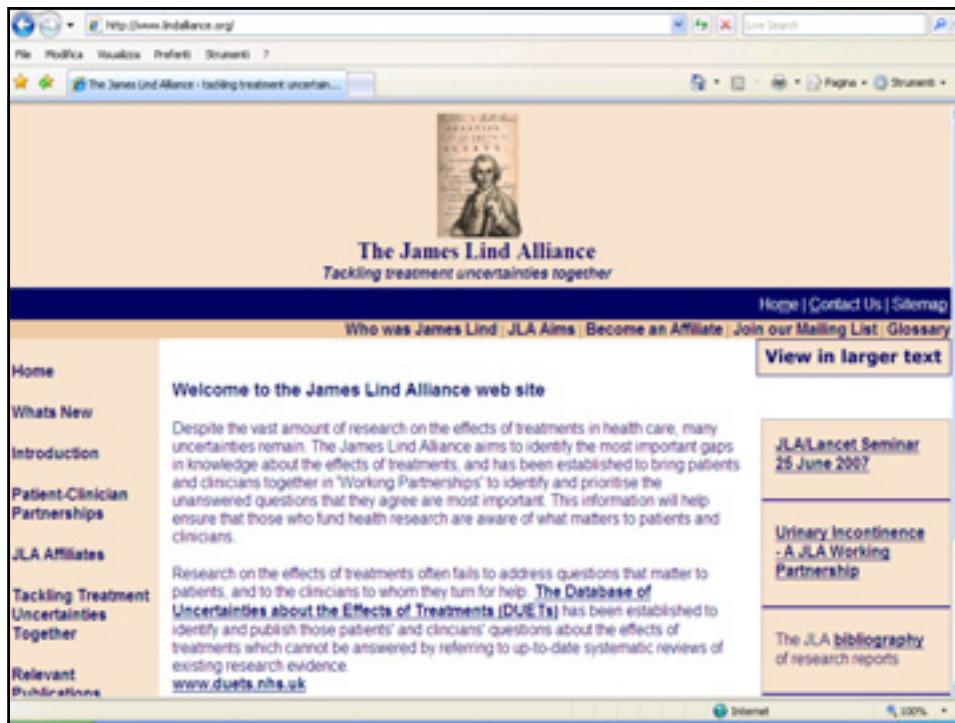 http://www.lindalliance.org/
Live Search
File Modifica Visualizza Preferiti Strumenti ?
The James Lind Alliance - tackling treatment uncertain...
Pagina Strumenti
The James Lind Alliance
Tackling treatment uncertainties together
Home | Contact Us | Sitemap
Who was James Lind | JLA Aims | Become an Affiliate | Join our Mailing List | Glossary
View in larger text
Home
Whats New
Introduction
Patient-Clinician
Partnerships
JLA Affiliates
Tackling Treatment
Uncertainties
Together
Relevant
Publications
Welcome to the James Lind Alliance web site
Despite the vast amount of research on the effects of treatments in health care, many
uncertainties remain. The James Lind Alliance aims to identify the most important gaps
in knowledge about the effects of treatments, and has been established to bring patients
and clinicians together in 'Working Partnerships' to identify and prioritise the
unanswered questions that they agree are most important. This information will help
ensure that those who fund health research are aware of what matters to patients and
clinicians.
Research on the effects of treatments often fails to address questions that matter to
patients, and to the clinicians to whom they turn for help. The Database of
Uncertainties about the Effects of Treatments (DUETs) has been established to
identify and publish those patients' and clincians' questions about the effects of
treatments which cannot be answered by referring to up-to-date systematic reviews of
existing research evidence.
www.duets.nhs.uk
JLA/Lancet Seminar
25 June 2007
Urinary Incontinence
- A JLA Working
Partnership
The JLA bibliography
of research reports
Internet
100%